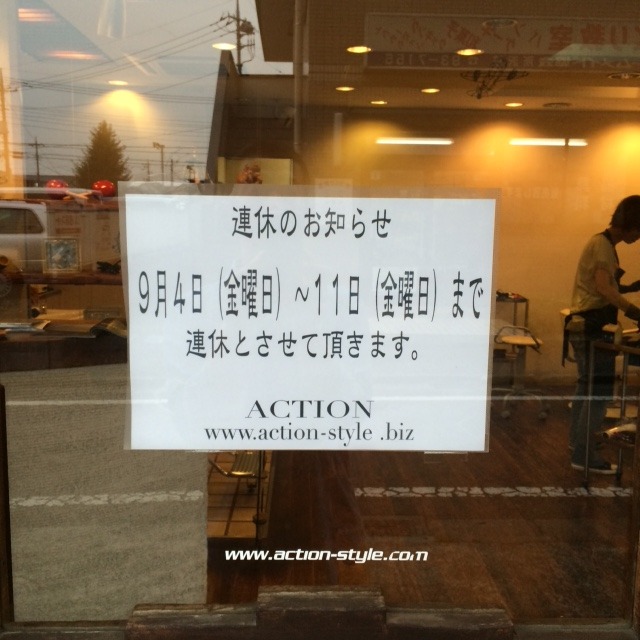 連休のお知らせ
9月4日（金曜日）～11日（金曜日）まで
連休とさせて頂きます。
ACTION
www.action-style .biz
www.action-style.com